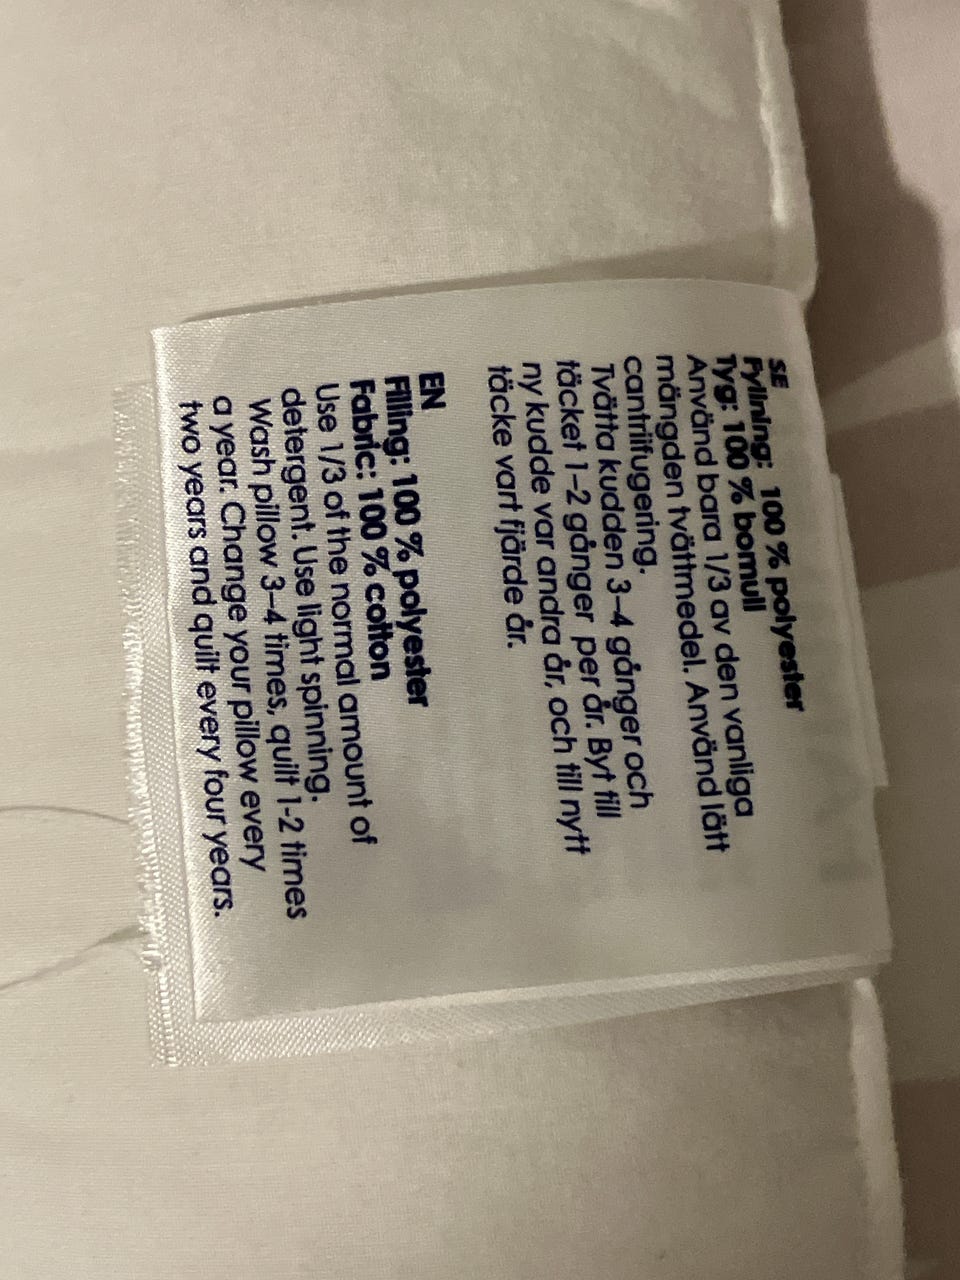 SE
Fyllning: 100 % polyester
Tyg: 100 % bomull
Använd bara 1/3 av den vanliga
mängden tvättmedel. Använd lätt
cantrifugering.
Tvätta kudden 3–4 gånger och
täcket 1–2 gånger per år. Byt till
ny kudde var andra år, och till nytt
täcke vart fjärde år.
EN
Filling: 100 % polyester
Fabric: 100 % cotton
Use 1/3 of the normal amount of
detergent. Use light spinning.
Wash pillow 3–4 times, quilt 1-2 times
a year. Change your pillow every
two years and quilt every four years.